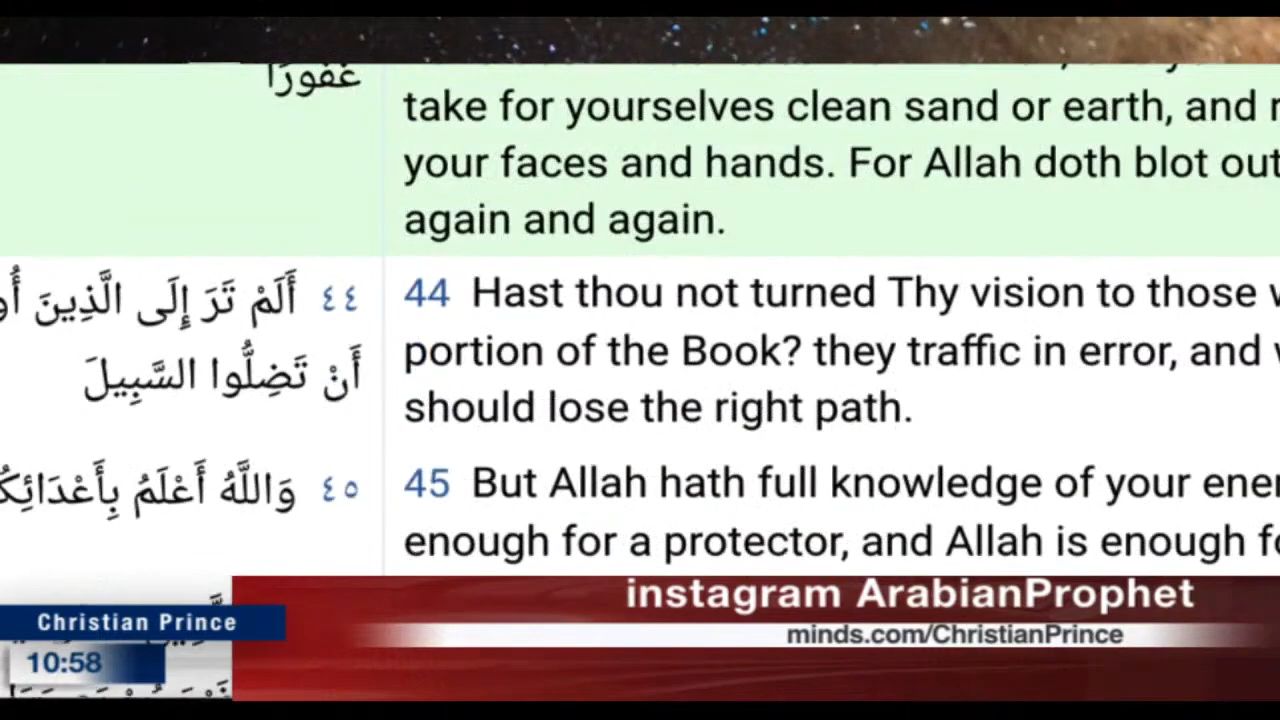 غَفُورًا
take for yourselves clean sand or earth, and
your faces and hands. For Allah doth blot out
again and again.
٤٤ أَلَمْ تَرَ إِلَى الَّذِينَ
أَنْ تَضِلُّوا السَّبِيلَ
44 Hast thou not turned Thy vision to those
portion of the Book? they traffic in error, and
should lose the right path.
٤٥ وَاللَّهُ أَعْلَمُ بِأَعْدَائِكُ
45 But Allah hath full knowledge of your
enough for a protector, and Allah is enough
instagram ArabianProphet
minds.com/ChristianPrince
Christian Prince
10:58